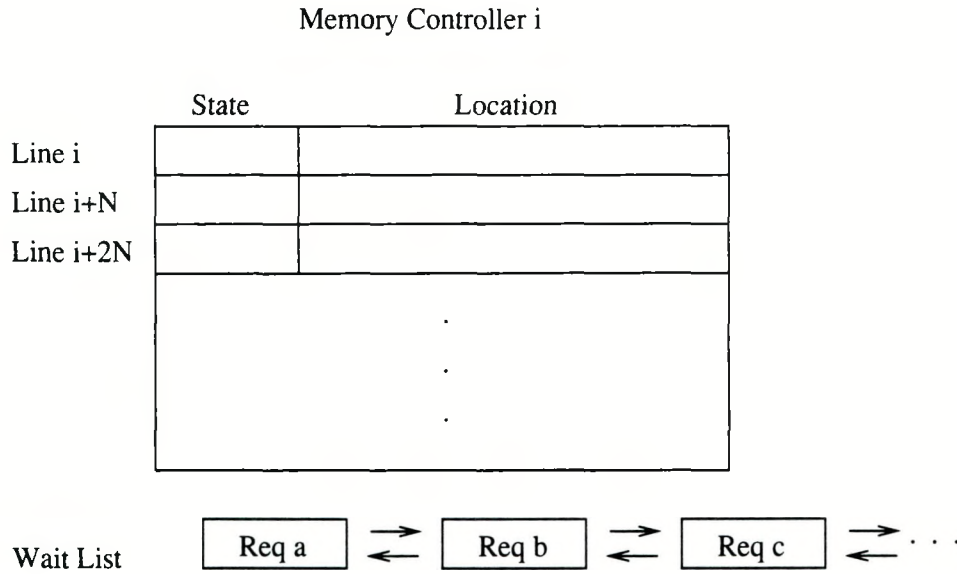 Memory Controller i
State Location
Line i
Line i+N
Line i+2N
.
.
.
Wait List Req a Req b Req c . . .